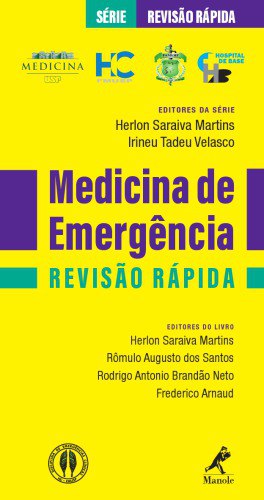 SÉRIE REVISÃO RÁPIDA
MEDICINA
USP
HC
HOSPITAL
DE BASE
EDITORES DA SÉRIE
Herlon Saraiva Martins
Irineu Tadeu Velasco
Medicina de
Emergência
REVISÃO RÁPIDA
EDITORES DO LIVRO
Herlon Saraiva Martins
Rômulo Augusto dos Santos
Rodrigo Antonio Brandão Neto
Frederico Arnaud
Manole